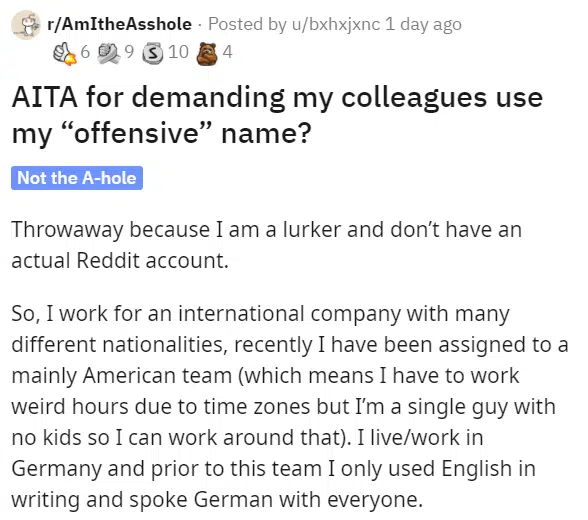 r/AmItheAsshole · Posted by u/bxhxjxnc 1 day ago
6 9 S 10 4
AITA for demanding my colleagues use
my “offensive” name?
Not the A-hole
Throwaway because I am a lurker and don’t have an
actual Reddit account.
So, I work for an international company with many
different nationalities, recently I have been assigned to a
mainly American team (which means I have to work
weird hours due to time zones but I’m a single guy with
no kids so I can work around that). I live/work in
Germany and prior to this team I only used English in
writing and spoke German with everyone.